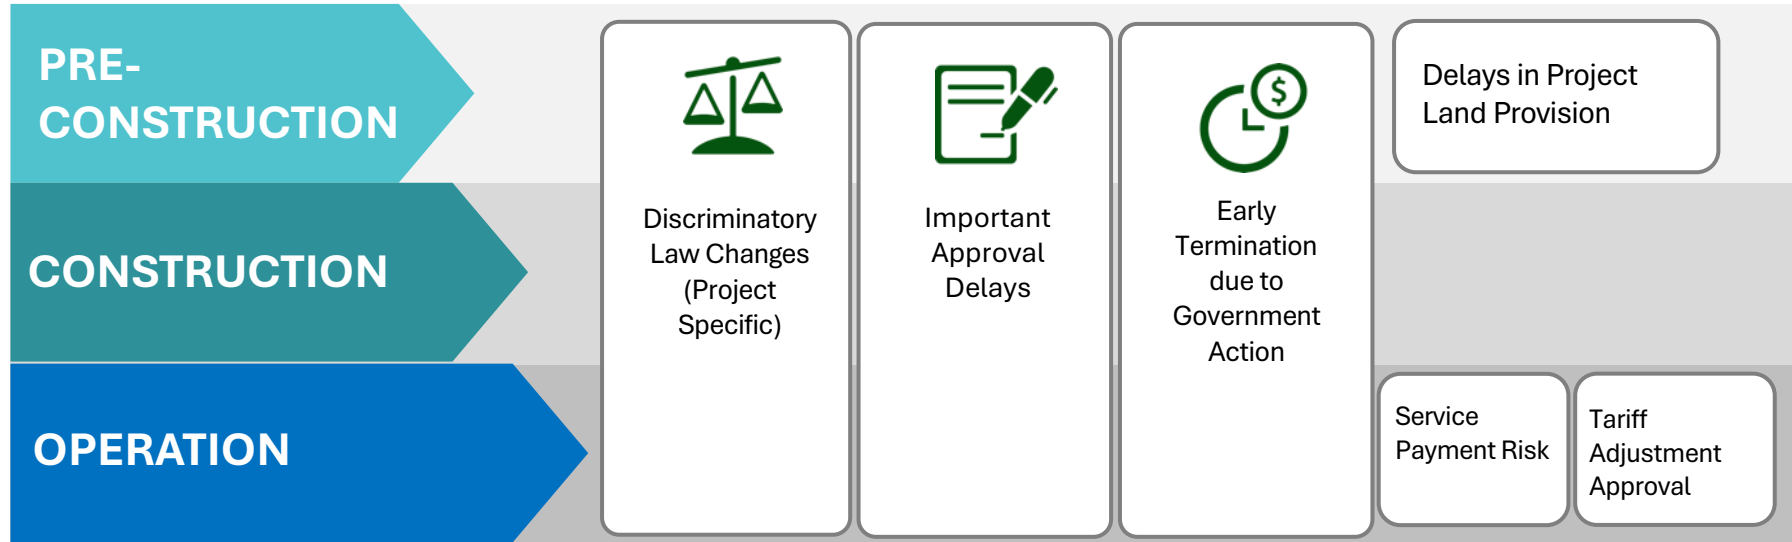 PRE-
CONSTRUCTION
CONSTRUCTION
OPERATION
Discriminatory
Law Changes
(Project
Specific)
Important
Approval
Delays
$
Early
Termination
due to
Government
Action
Delays in Project
Land Provision
Service
Payment Risk
Tariff
Adjustment
Approval